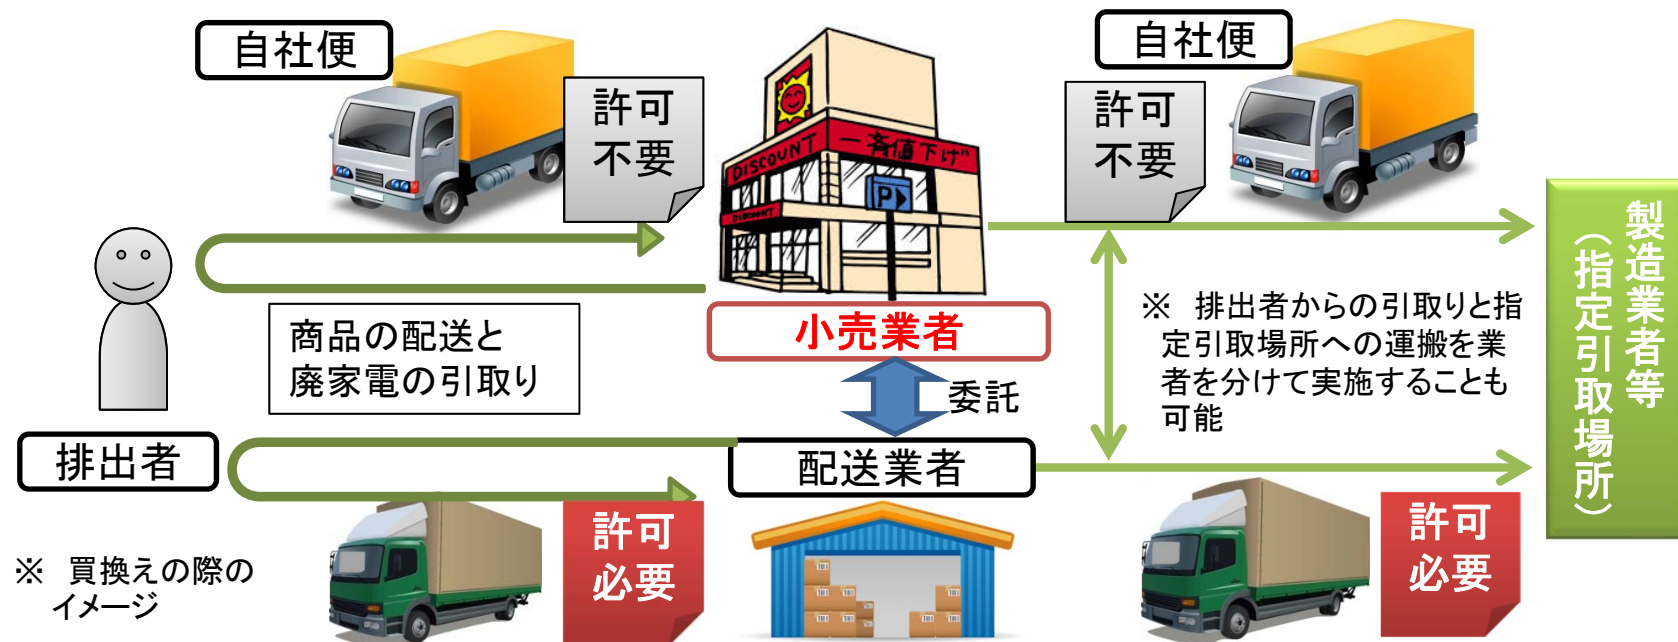 自社便
許可
不要
DISCOUNT
一斉値下げ
P
DISCOUNT
自社便
許可
不要
商品の配送と
廃家電の引取り
小売業者
委託
※ 排出者からの引取りと指
定引取場所への運搬を業
者を分けて実施することも
可能
製造業者等
（指定引取場所）
排出者
配送業者
許可
必要
許可
必要
※ 買換えの際の
イメージ